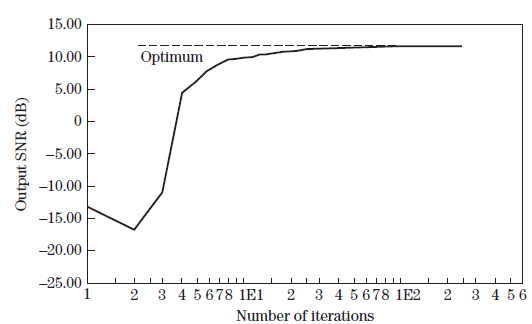 15.00
10.00
5.00
0
−5.00
−10.00
−15.00
−20.00
−25.00
Output SNR (dB)
Optimum
1 2 3 4 5 6 7 8 1E1 2 3 4 5 6 7 8 1E2 2 3 4 5 6
Number of iterations